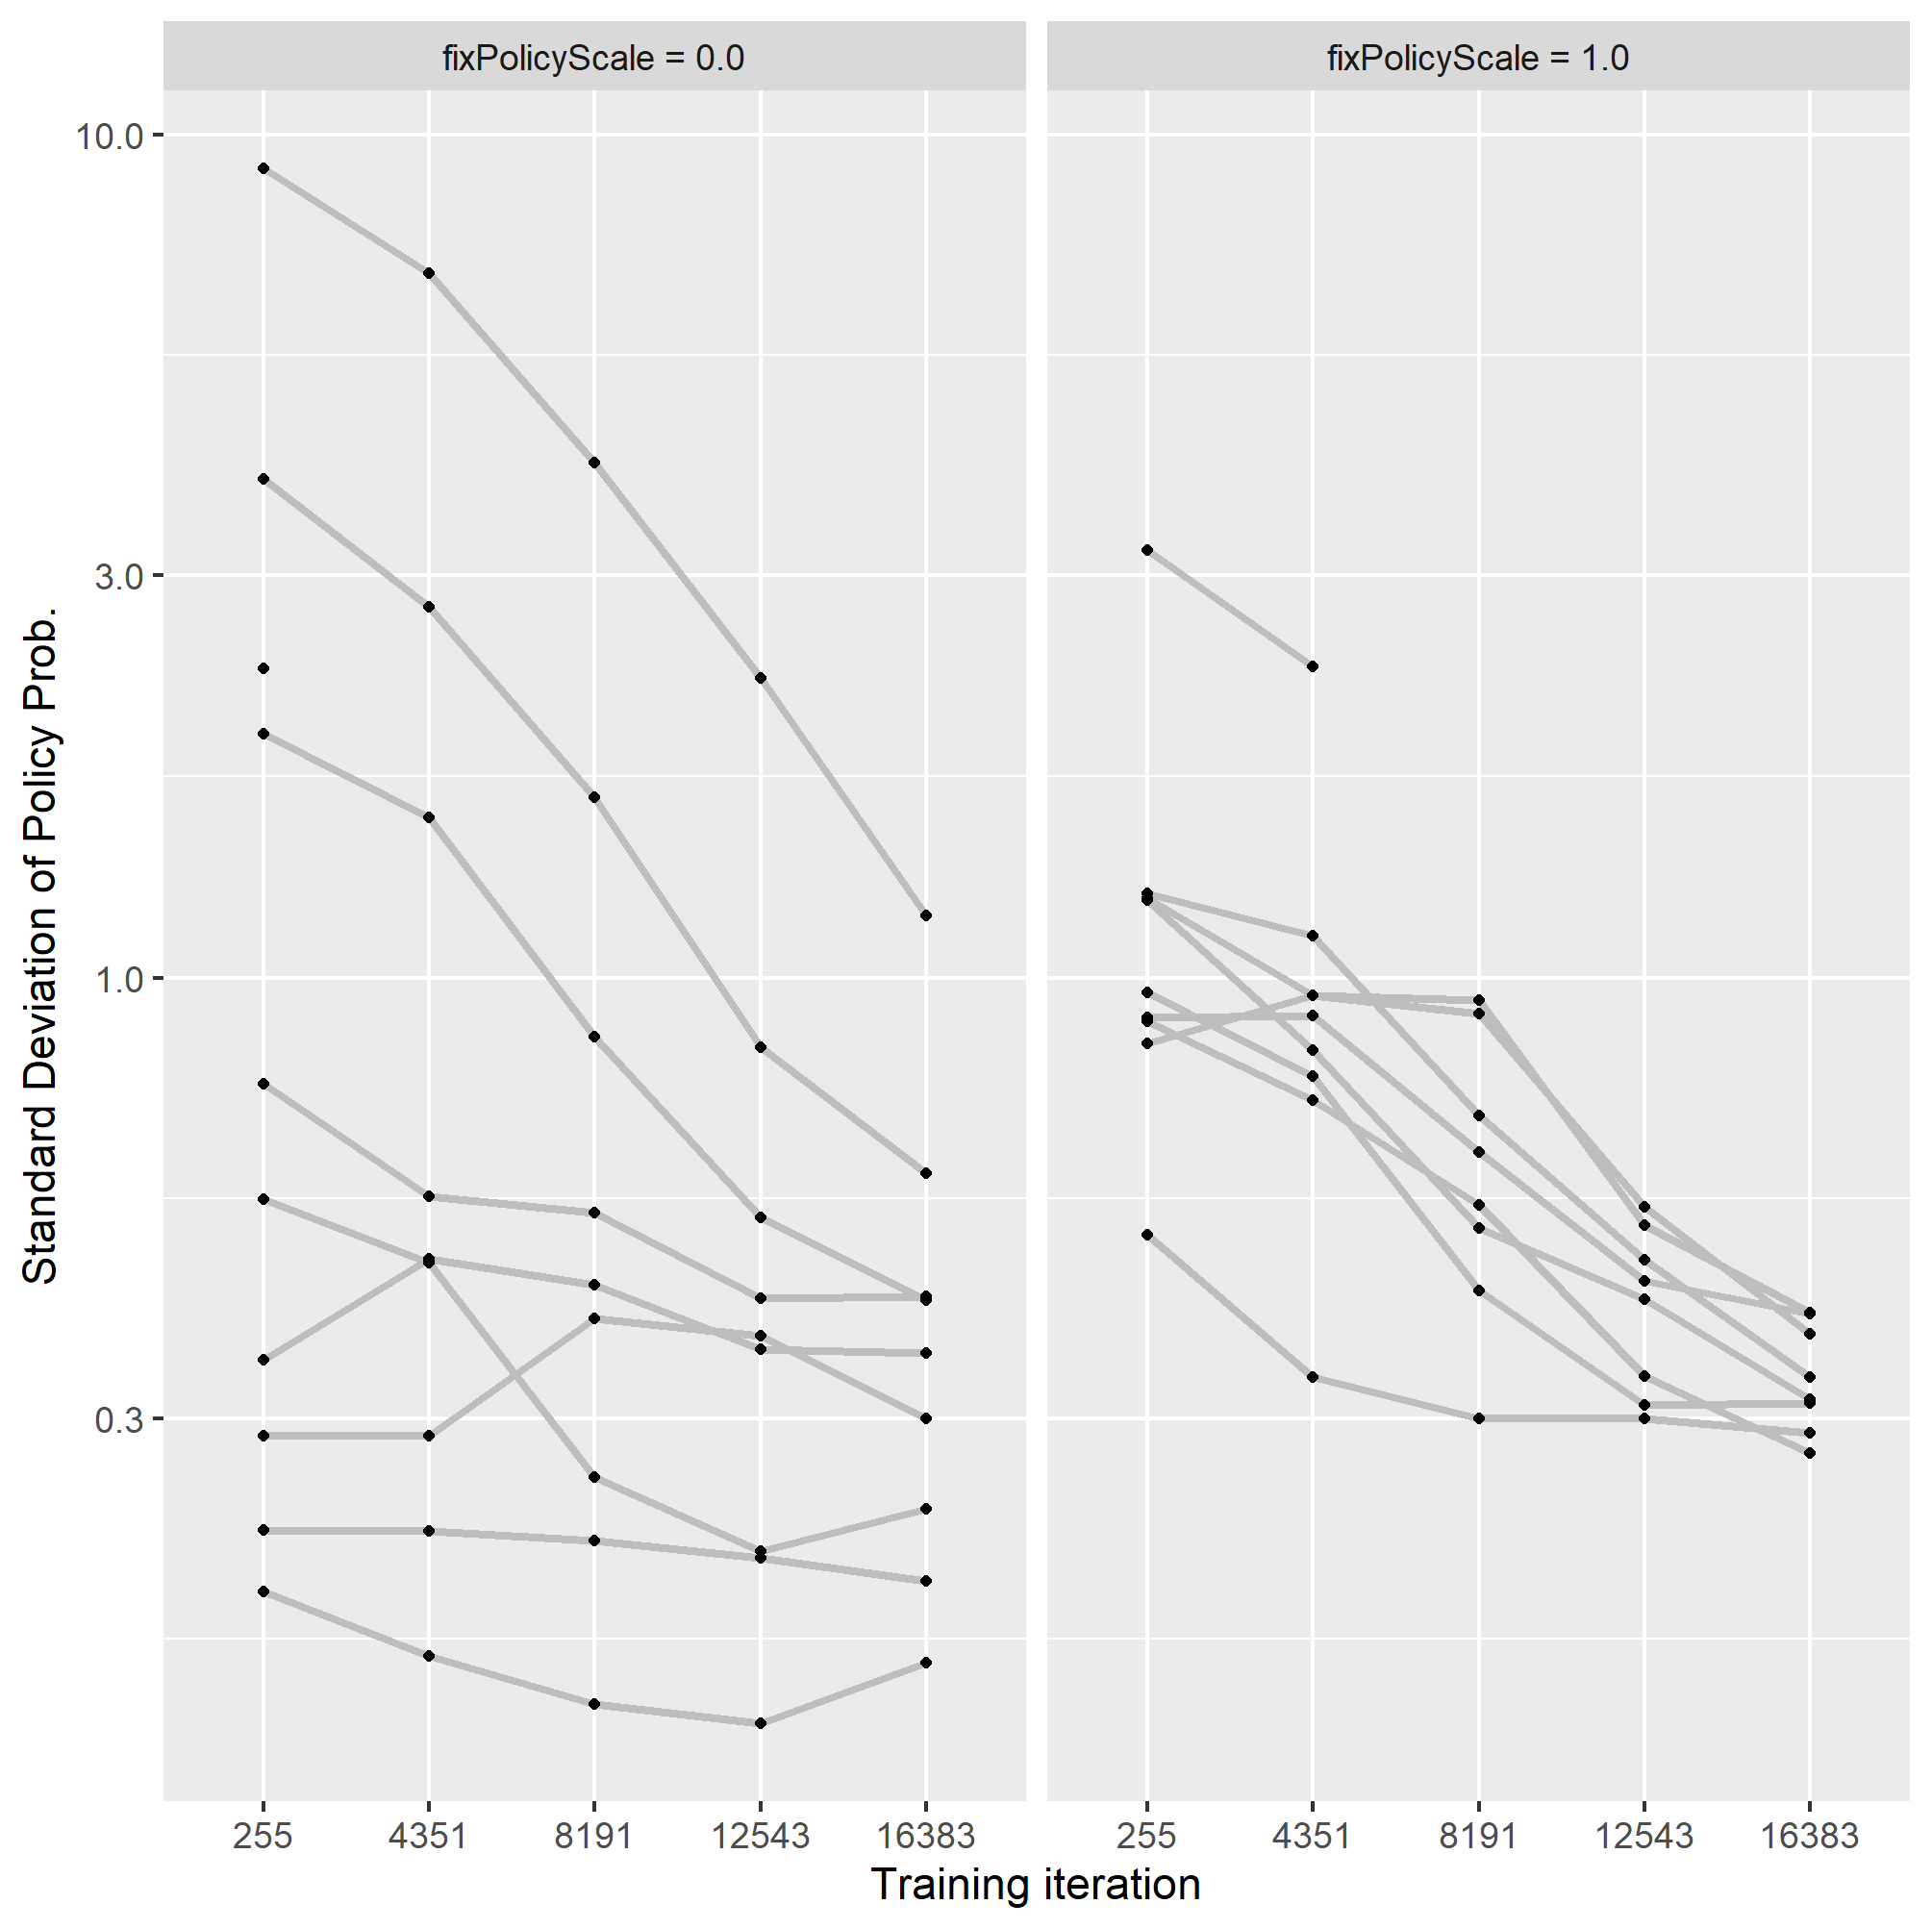 fixPolicyScale = 0.0
fixPolicyScale = 1.0
10.0
3.0
1.0
0.3
Standard Deviation of Policy Prob.
255 4351 8191 12543 16383
255 4351 8191 12543 16383
Training iteration